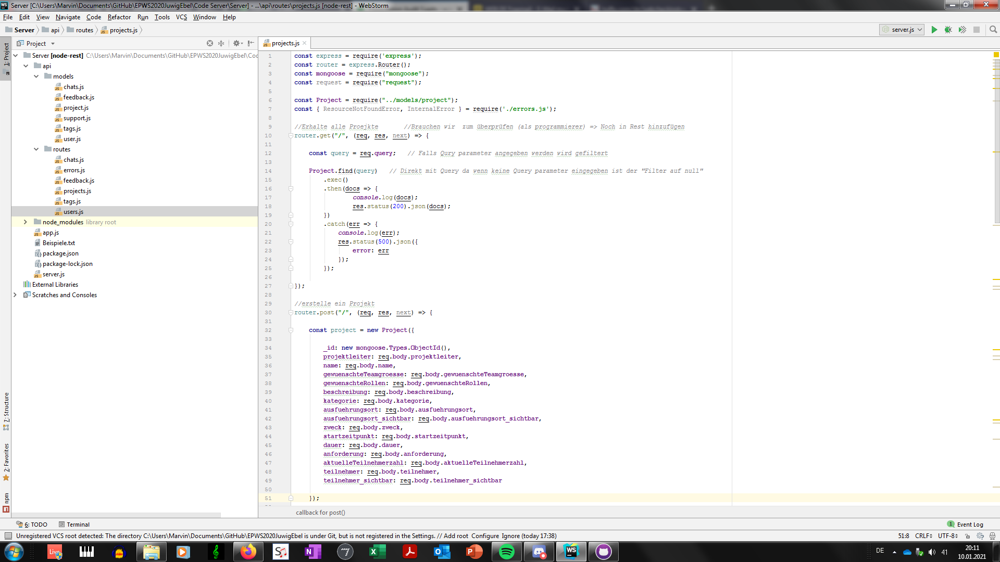 Server [C:\Users\Marvin\Documents\GitHub\EPWS2020JuwigEbel\Code Server\Server] - ...\api\routes\projects.js [node-rest] - WebStorm
File Edit View Navigate Code Refactor Run Tools VCS Window Help
Server api routes projects.js server.js
1: Project
Project
projects.js
Server [node-rest] C:\Users\Marvin\Documents\GitHub\EPWS2020JuwigEbel\Coc
api
models
chats.js
feedback.js
project.js
support.js
tags.js
user.js
routes
chats.js
errors.js
feedback.js
projects.js
tags.js
users.js
node_modules library root
app.js
Beispiele.txt
package.json
package-lock.json
server.js
External Libraries
Scratches and Consoles
7: Structure
2: Favorites
npm
1 const express = require('express');
2 const router = express.Router();
3 const mongoose = require("mongoose");
4 const request = require("request");
5
6 const Project = require("../models/project");
7 const { ResourceNotFoundError, InternalError } = require('./errors.js');
8
9 //Erhalte alle Proejkte //Brauchen wir zum überprüfen (als programmierer) => Noch in Rest hinzufügen
10 router.get("/", (req, res, next) => {
11
12 const query = req.query; // Falls Qury parameter angegeben werden wird gefiltert
13
14 Project.find(query) // Direkt mit Query da wenn keine Query parameter eingegeben ist der "Filter auf null"
15 .exec()
16 .then(docs => {
17 console.log(docs);
18 res.status(200).json(docs);
19 })
20 .catch(err => {
21 console.log(err);
22 res.status(500).json({
23 error: err
24 });
25 });
26
27 });
28
29 //erstelle ein Projekt
30 router.post("/", (req, res, next) => {
31
32 const project = new Project({
33
34 _id: new mongoose.Types.ObjectId(),
35 projektleiter: req.body.projektleiter,
36 name: req.body.name,
37 gewuenschteTeamgroesse: req.body.gewuenschteTeamgroesse,
38 gewuenschteRollen: req.body.gewuenschteRollen,
39 beschreibung: req.body.beschreibung,
40 kategorie: req.body.kategorie,
41 ausfuehrungsort: req.body.ausfuehrungsort,
42 ausfuehrungsort_sichtbar: req.body.ausfuehrungsort_sichtbar,
43 zweck: req.body.zweck,
44 startzeitpunkt: req.body.startzeitpunkt,
45 dauer: req.body.dauer,
46 anforderung: req.body.anforderung,
47 aktuelleTeilnehmerzahl: req.body.aktuelleTeilnehmerzahl,
48 teilnehmer: req.body.teilnehmer,
49 teilnehmer_sichtbar: req.body.teilnehmer_sichtbar
50
51 });
callback for post()
6: TODO Terminal 1 Event Log
Unregistered VCS root detected: The directory C:\Users\Marvin\Documents\GitHub\EPWS2020JuwigEbel is under Git, but is not registered in the Settings. // Add root Configure Ignore (today 17:38) 51:8 CRLF UTF-8
Live DE 41 20:11
10.01.2021